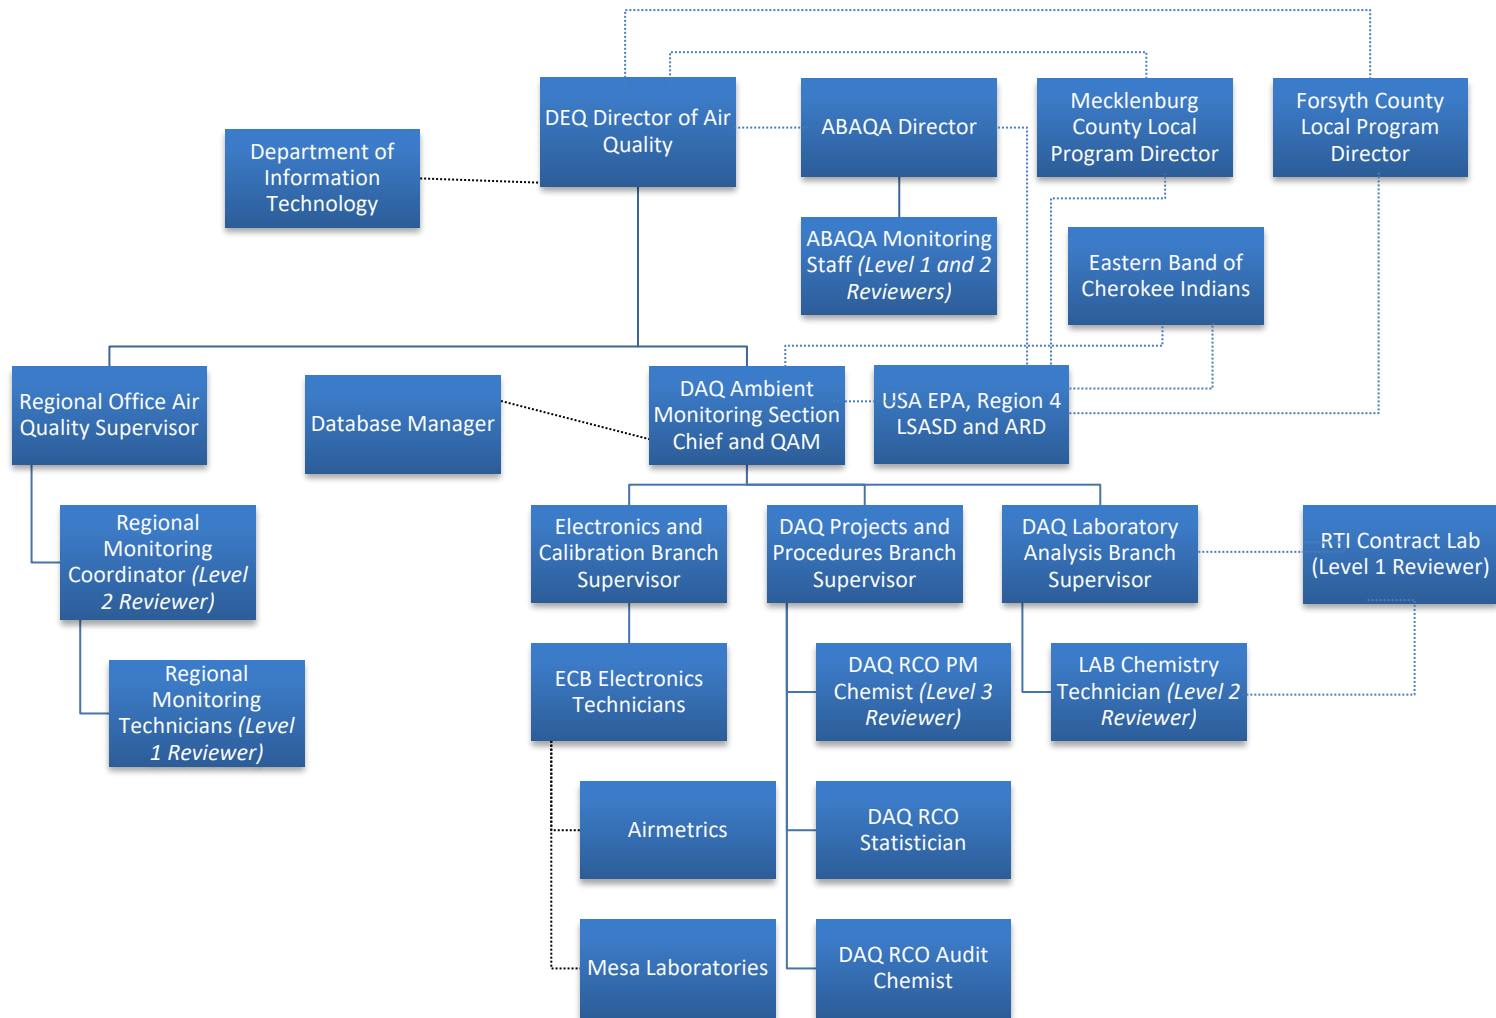 DEQ Director of Air
Quality
ABAQA Director
Mecklenburg
County Local
Program Director
Forsyth County
Local Program
Director
Department of
Information
Technology
ABAQA Monitoring
Staff (Level 1 and 2
Reviewers)
Eastern Band of
Cherokee Indians
Regional Office Air
Quality Supervisor
Database Manager
DAQ Ambient
Monitoring Section
Chief and QAM
USA EPA, Region 4
LSASD and ARD
Regional
Monitoring
Coordinator (Level
2 Reviewer)
Electronics and
Calibration Branch
Supervisor
DAQ Projects and
Procedures Branch
Supervisor
DAQ Laboratory
Analysis Branch
Supervisor
RTI Contract Lab
(Level 1 Reviewer)
Regional
Monitoring
Technicians (Level
1 Reviewer)
ECB Electronics
Technicians
DAQ RCO PM
Chemist (Level 3
Reviewer)
LAB Chemistry
Technician (Level 2
Reviewer)
Airmetrics
DAQ RCO
Statistician
Mesa Laboratories
DAQ RCO Audit
Chemist